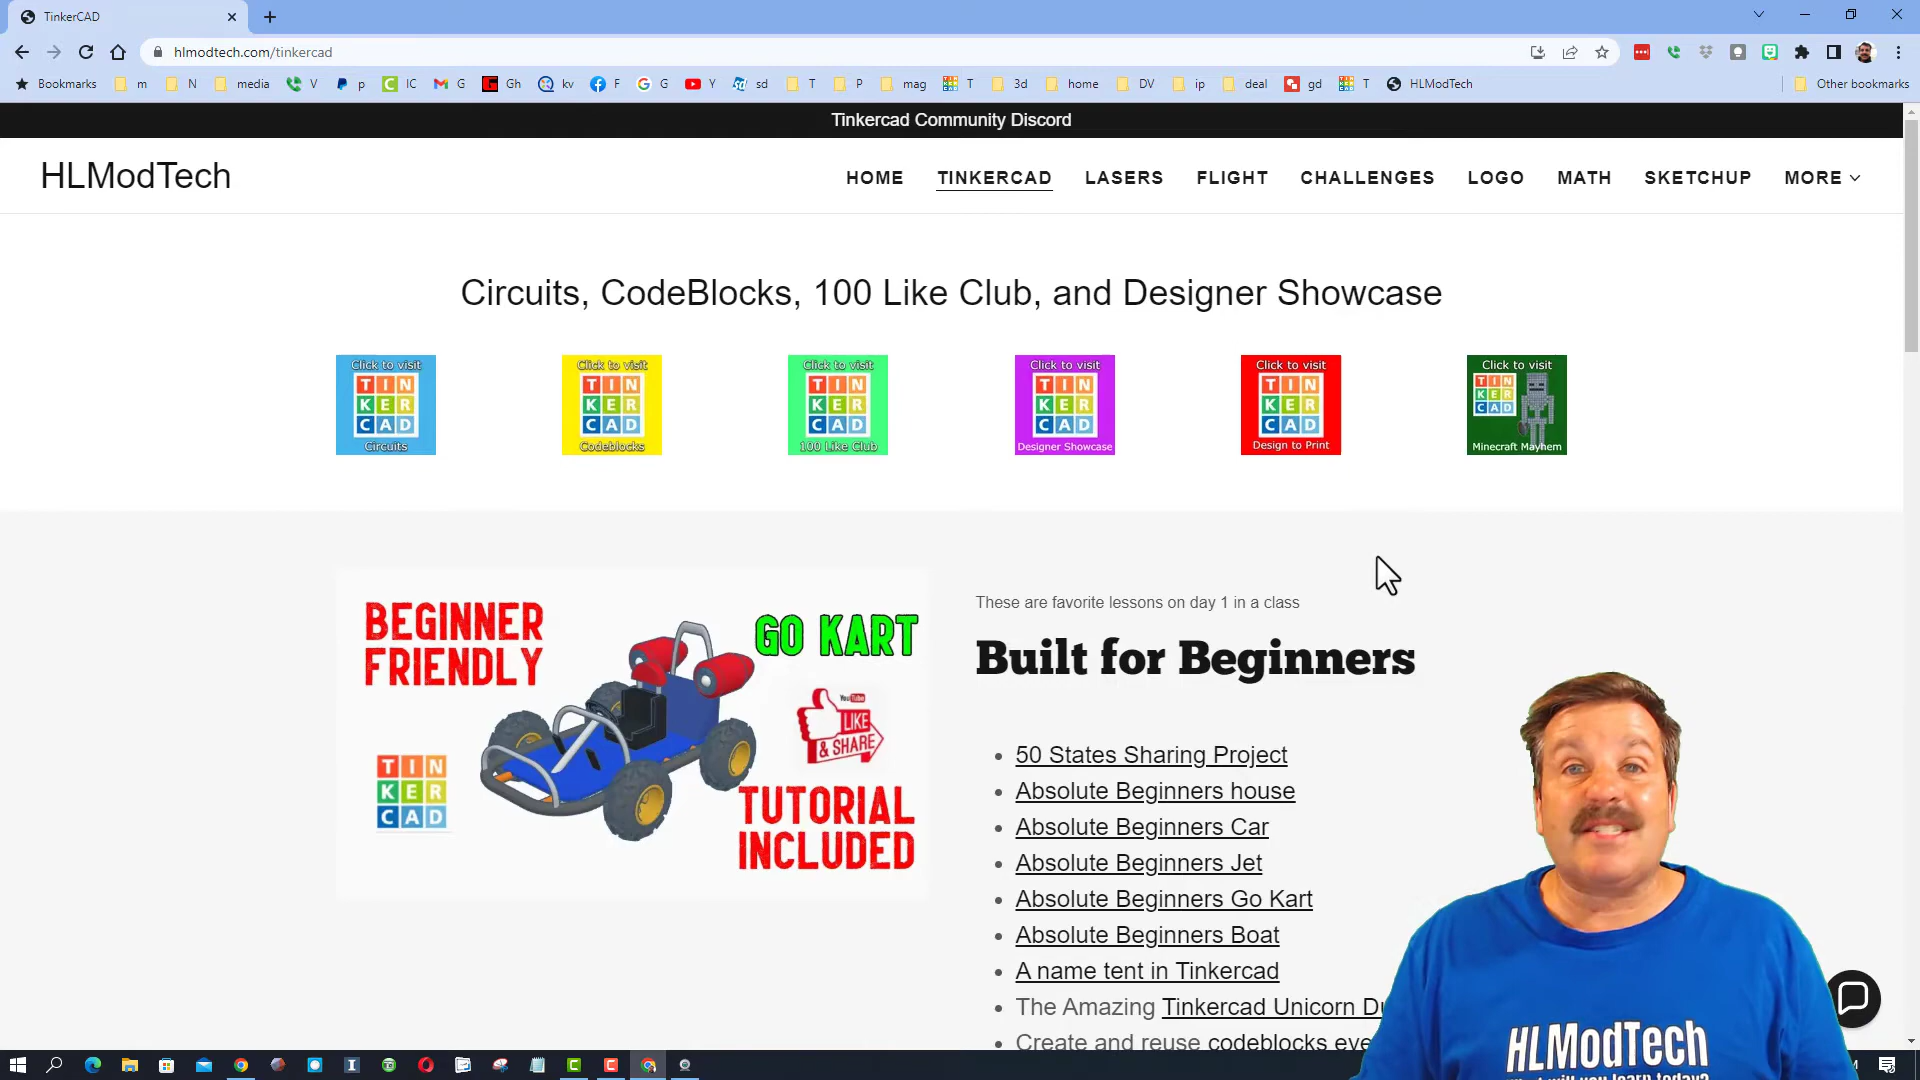 TinkerCAD
hlmodtech.com/tinkercad
Bookmarks m N media V p IC G Gh kv F G Y sd T P mag T 3d home DV ip deal gd T HLModTech Other bookmarks
Tinkercad Community Discord
HLModTech
HOME TINKERCAD LASERS FLIGHT CHALLENGES LOGO MATH SKETCHUP MORE
Circuits, CodeBlocks, 100 Like Club, and Designer Showcase
Click to visit
TIN
KER
CAD
Circuits
Click to visit
TIN
KER
CAD
Codeblocks
Click to visit
TIN
KER
CAD
100 Like Club
Click to visit
TIN
KER
CAD
Designer Showcase
Click to visit
TIN
KER
CAD
Design to Print
Click to visit
TIN
KER
CAD
Minecraft Mayhem
BEGINNER
FRIENDLY
GO KART
YouTube
LIKE
& SHARE
TIN
KER
CAD
TUTORIAL
INCLUDED
These are favorite lessons on day 1 in a class
Built for Beginners
50 States Sharing Project
Absolute Beginners house
Absolute Beginners Car
Absolute Beginners Jet
Absolute Beginners Go Kart
Absolute Beginners Boat
A name tent in Tinkercad
The Amazing Tinkercad Unicorn Du
Create and reuse codeblocks eve
HLModTech
will you learn today?